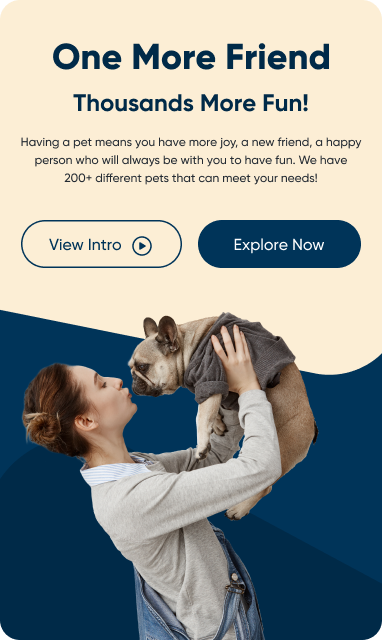 One More Friend
Thousands More Fun!
Having a pet means you have more joy, a new friend, a happy
person who will always be with you to have fun. We have
200+ different pets that can meet your needs!
View Intro
Explore Now